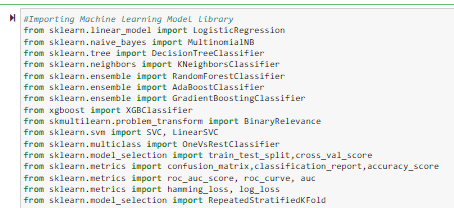 #Importing Machine learning Model Library
from sklearn.linear_model import LogisticRegression
from sklearn.naive_bayes import MultinomialNB
from sklearn.tree import DecisionTreeClassifier
from sklearn.neighbors import KNeighborsClassifier
from sklearn.ensemble import RandomForestClassifier
from sklearn.ensemble import AdaBoostClassifier
from sklearn.ensemble import GradientBoostingClassifier
from xgboost import XGBClassifier
from skmultilearn.problem_transform import BinaryRelevance
from sklearn.svm import SVC, LinearSVC
from sklearn.multiclass import OneVsRestClassifier
from sklearn.model_selection import train_test_split,cross_val_score
from sklearn.metrics import confusion_matrix,classification_report,accuracy_score
from sklearn.metrics import roc_auc_score, roc_curve, auc
from sklearn.metrics import hamming_loss, log_loss
from sklearn.model_selection import RepeatedStratifiedKFold